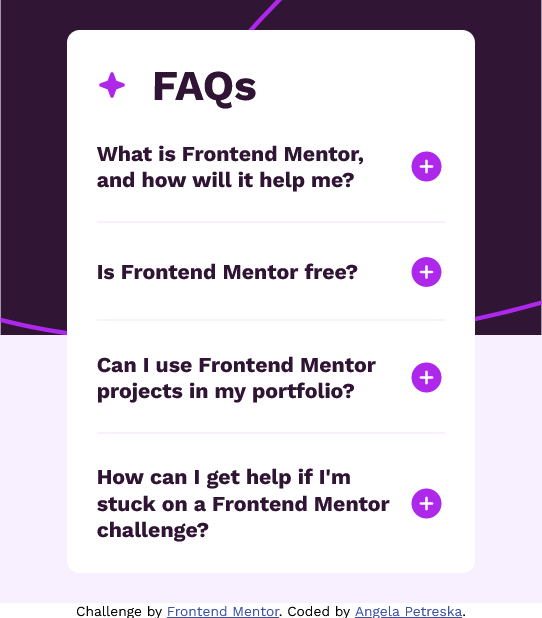 FAQs
What is Frontend Mentor,
and how will it help me?
Is Frontend Mentor free?
Can I use Frontend Mentor
projects in my portfolio?
How can I get help if I'm
stuck on a Frontend Mentor
challenge?
Challenge by Frontend Mentor. Coded by Angela Petreska.